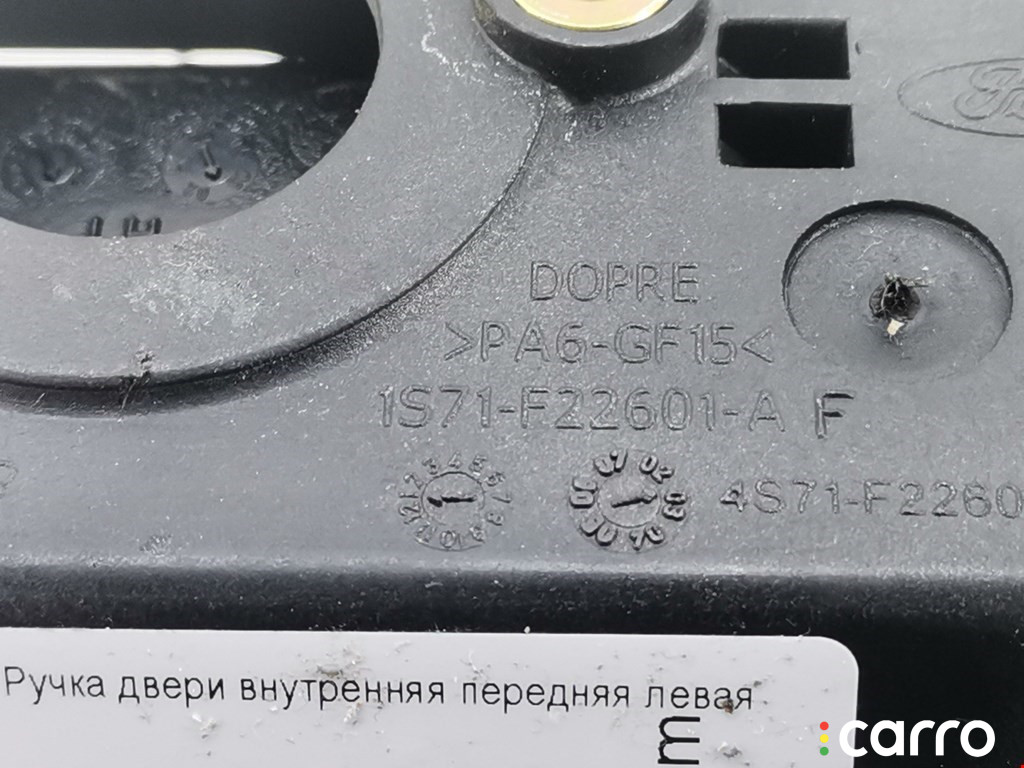 DOPRE
>PA6-GF15<
1S71-F22601-A F
4S71-F2260
Ручка двери внутренняя передняя левая
m
carro